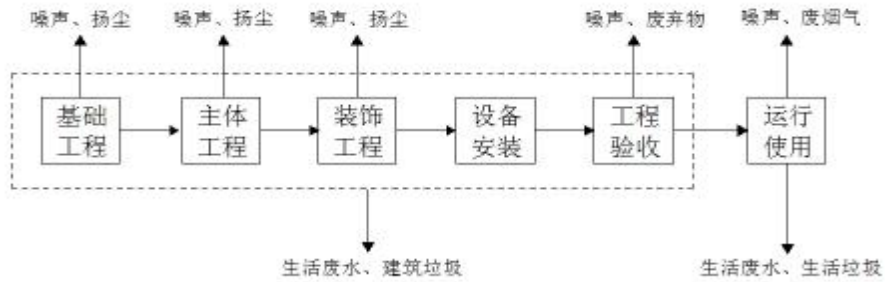 噪声、扬尘
噪声、扬尘
噪声、扬尘
噪声、废弃物
噪声、废烟气
基础
工程
主体
工程
装饰
工程
设备
安装
工程
验收
运行
使用
生活废水、建筑垃圾
生活废水、生活垃圾